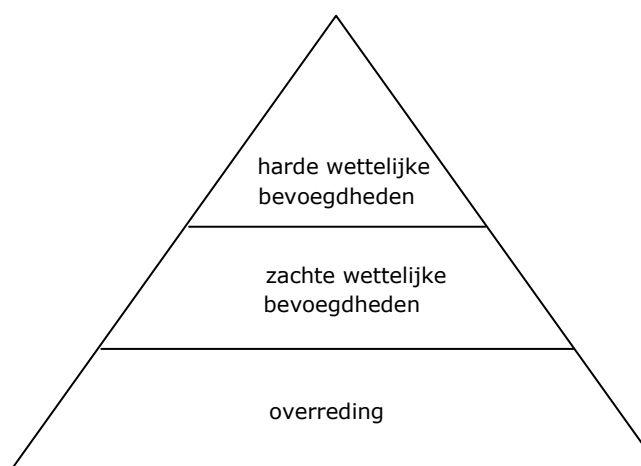 harde wettelijke
bevoegdheden
zachte wettelijke
bevoegdheden
overreding